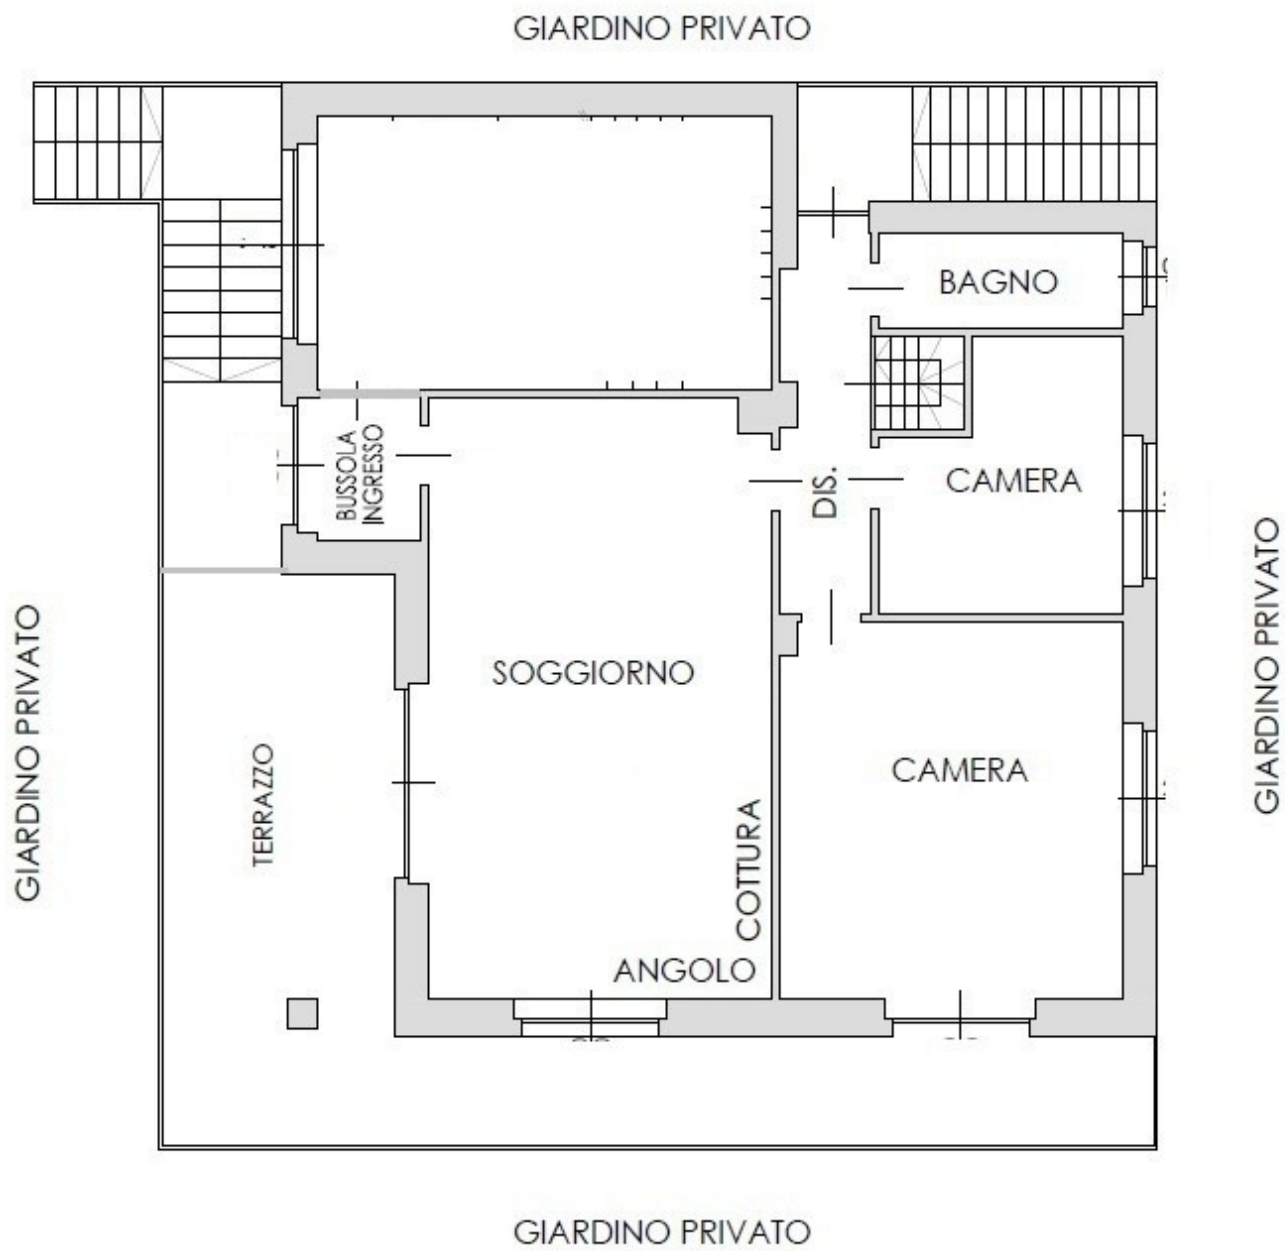 GIARDINO PRIVATO
BAGNO
BUSSOLA
INGRESSO
DIS.
CAMERA
GIARDINO PRIVATO
GIARDINO PRIVATO
SOGGIORNO
TERRAZZO
CAMERA
COTTURA
ANGOLO
GIARDINO PRIVATO